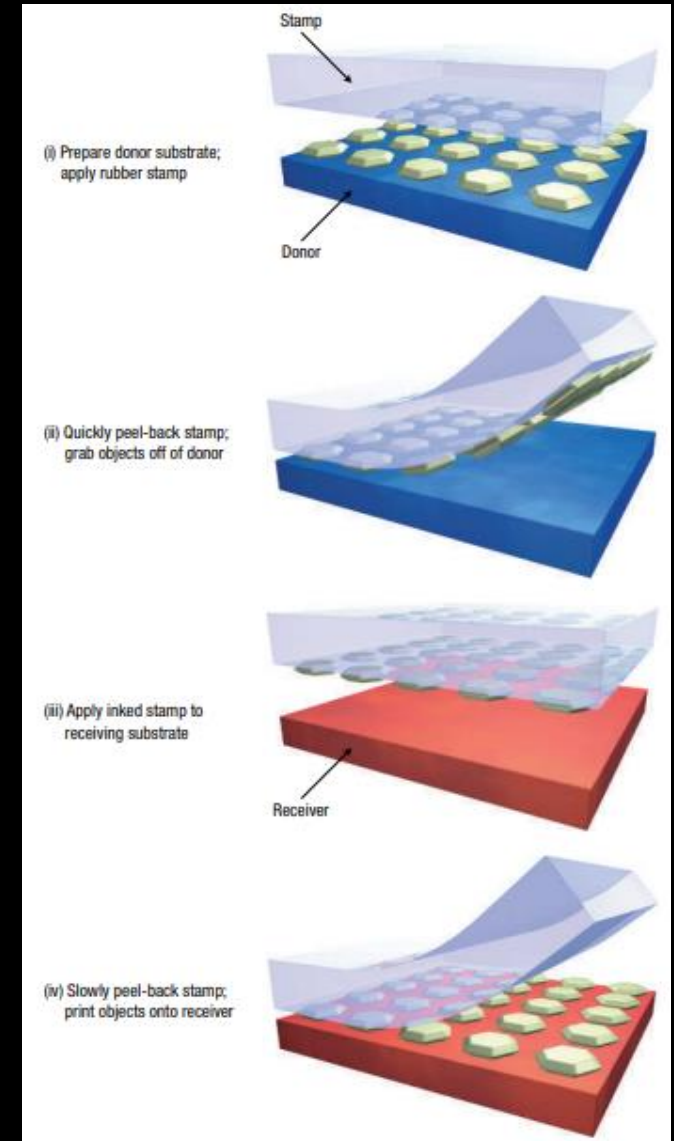 Stamp
(i) Prepare donor substrate;
apply rubber stamp
Donor
(ii) Quickly peel-back stamp;
grab objects off of donor
(iii) Apply inked stamp to
receiving substrate
Receiver
(iv) Slowly peel-back stamp;
print objects onto receiver